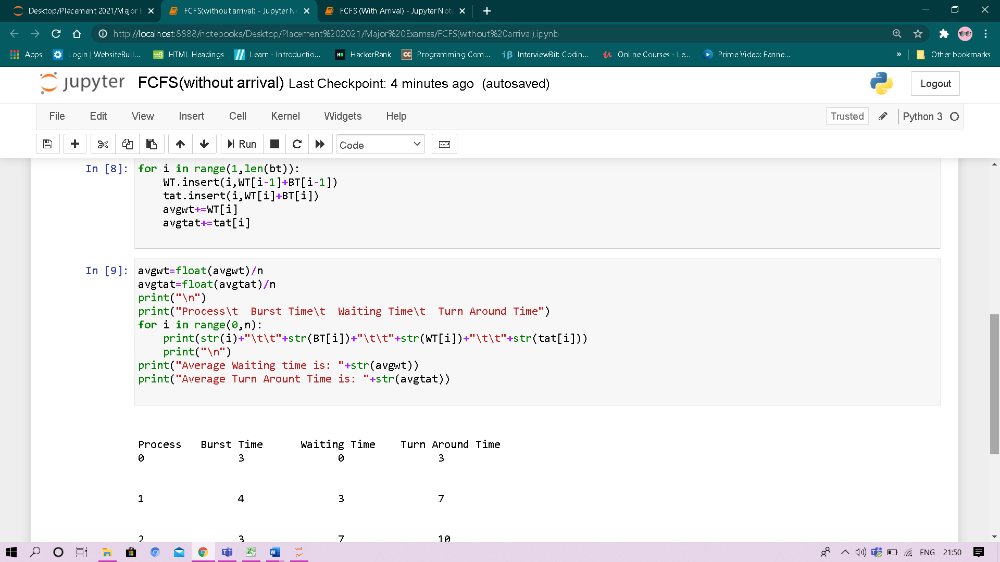 Desktop/Placement 2021/Major E
FCFS(without arrival) - Jupyter N
FCFS (With Arrival) - Jupyter Note
http://localhost:8888/notebooks/Desktop/Placement%202021/Major%20Examss/FCFS(without%20arrival).ipynb
Apps Login | WebsiteBuil... HTML Headings Learn - Introductio... HackerRank Programming Com... InterviewBit: Codin... Online Courses - Le... Prime Video: Fanne... » Other bookmarks
jupyter FCFS(without arrival) Last Checkpoint: 4 minutes ago (autosaved) Logout
File Edit View Insert Cell Kernel Widgets Help Trusted Python 3
Run Code
In [8]: for i in range(1,len(bt)):
WT.insert(i,WT[i-1]+BT[i-1])
tat.insert(i,WT[i]+BT[i])
avgwt+=WT[i]
avgtat+=tat[i]
In [9]: avgwt=float(avgwt)/n
avgtat=float(avgtat)/n
print("\n")
print("Process\t  Burst Time\t  Waiting Time\t  Turn Around Time")
for i in range(0,n):
print(str(i)+"\t\t"+str(BT[i])+"\t\t"+str(WT[i])+"\t\t"+str(tat[i]))
print("\n")
print("Average Waiting time is: "+str(avgwt))
print("Average Turn Arount Time is: "+str(avgtat))
Process Burst Time Waiting Time Turn Around Time
0 3 0 3
1 4 3 7
2 3 7 10
ENG 21:50